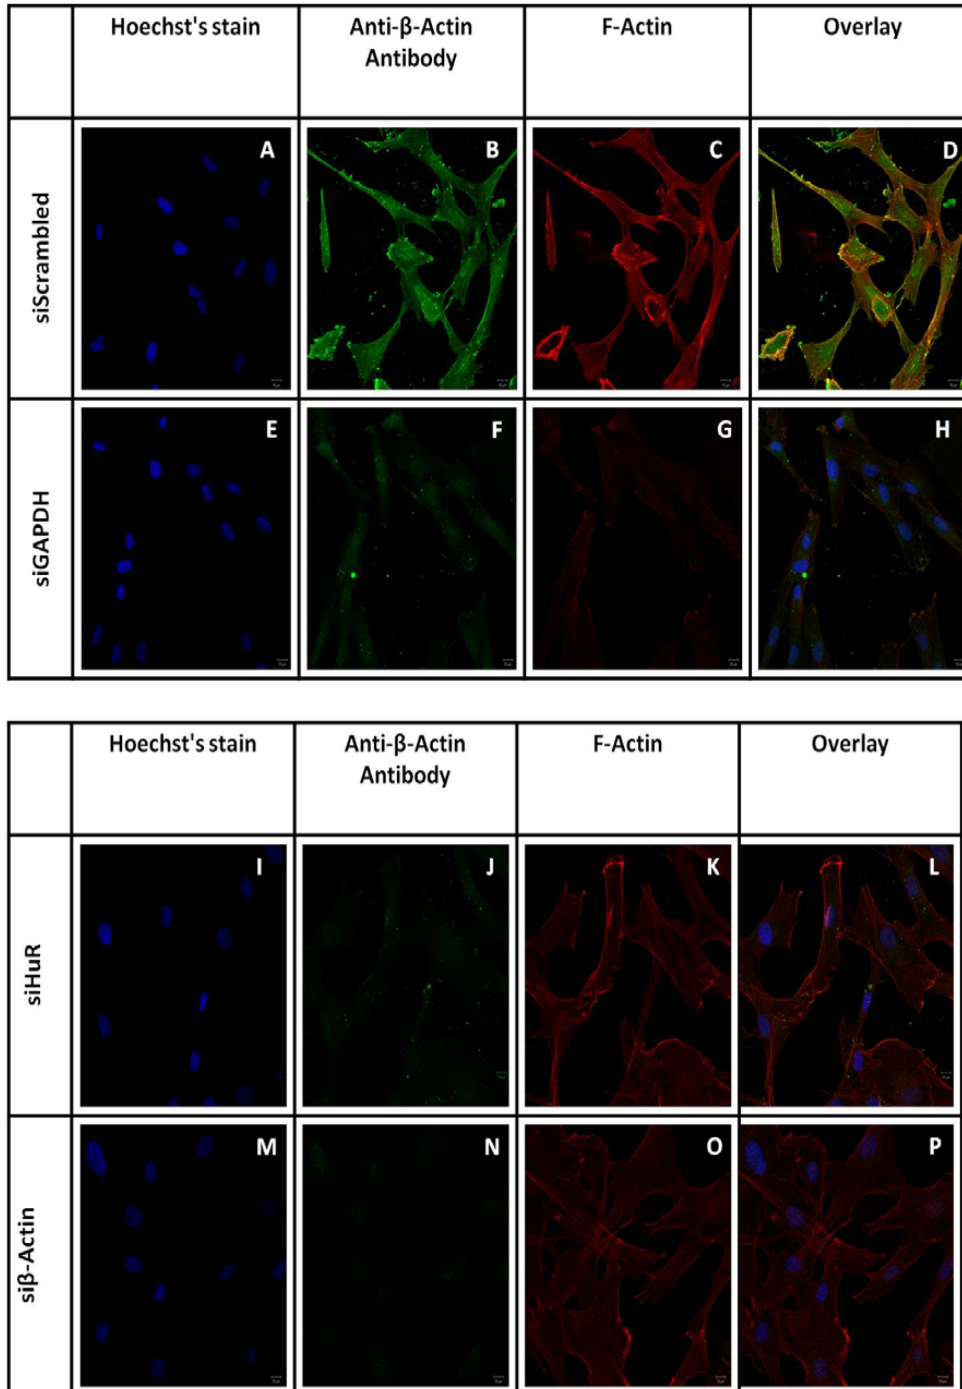 Hoechst's stain
Anti-β-Actin
Antibody
F-Actin
Overlay
siScrambled
A
B
C
D
siGAPDH
E
F
G
H
Hoechst's stain
Anti-β-Actin
Antibody
F-Actin
Overlay
siHuR
I
J
K
L
siβ-Actin
M
N
O
P